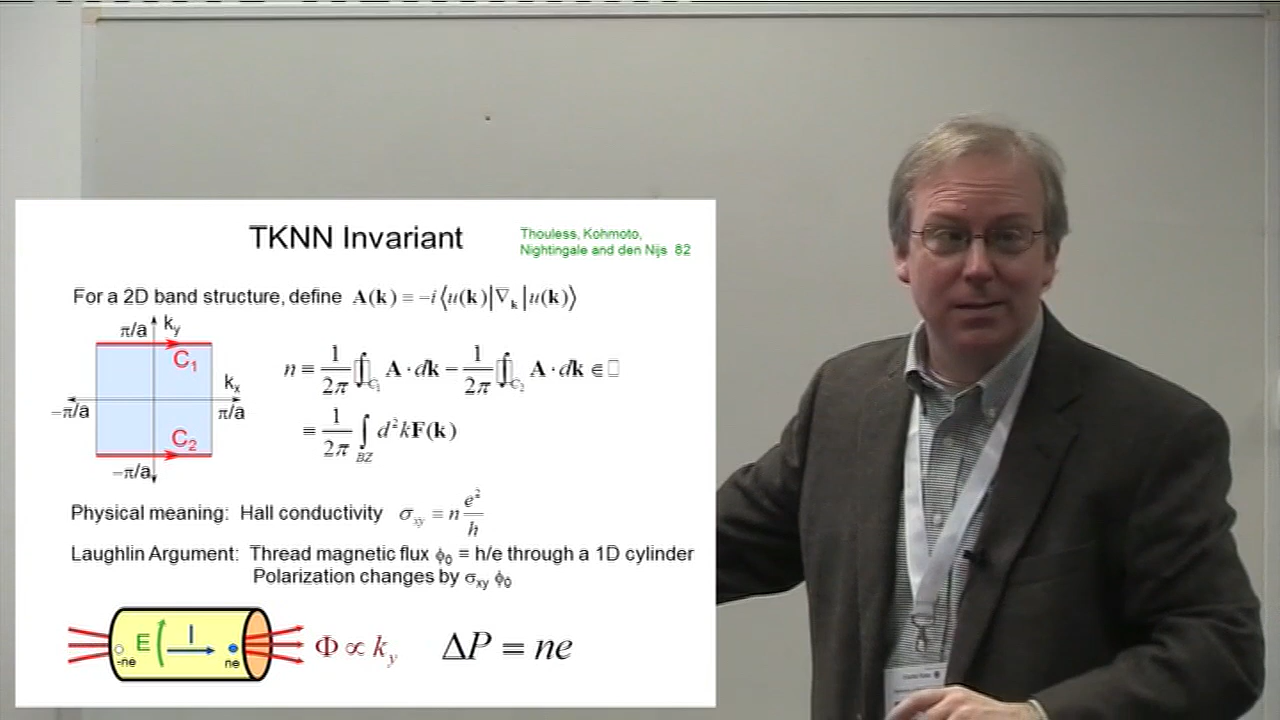 TKNN Invariant
Thouless, Kohmoto,
Nightingale and den Nijs 82
For a 2D band structure, define A(k) = −i⟨u(k)|∇k|u(k)⟩
π/a ky
C1
kx
−π/a π/a
C2
−π/a
n = 1/2π ∮C1 A · dk − 1/2π ∮C2 A · dk ∈ □
= 1/2π ∫BZ d²kF(k)
Physical meaning: Hall conductivity σxy = n e²/h
Laughlin Argument: Thread magnetic flux ϕ0 = h/e through a 1D cylinder
Polarization changes by σxy ϕ0
E I
-ne ne
Φ ∝ ky
ΔP = ne